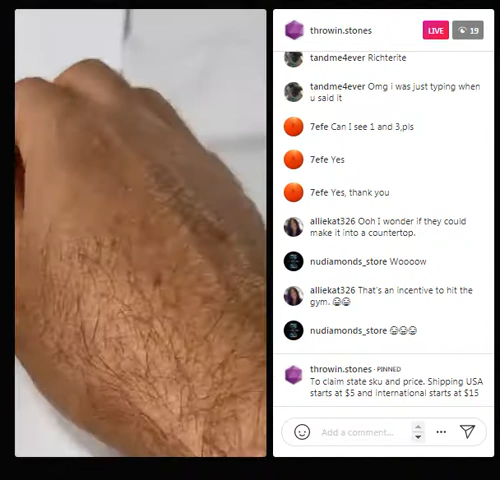 throwin.stones
LIVE
19
tandme4ever Richterite
tandme4ever Omg i was just typing when
u said it
7efe Can I see 1 and 3,pls
7efe Yes
7efe Yes, thank you
alliekat326 Ooh I wonder if they could
make it into a countertop.
nudiamonds_store Woooow
alliekat326 That's an incentive to hit the
gym. 😂😂
nudiamonds_store 😂😂😂
throwin.stones · PINNED
To claim state sku and price. Shipping USA
starts at $5 and international starts at $15
Add a comment...